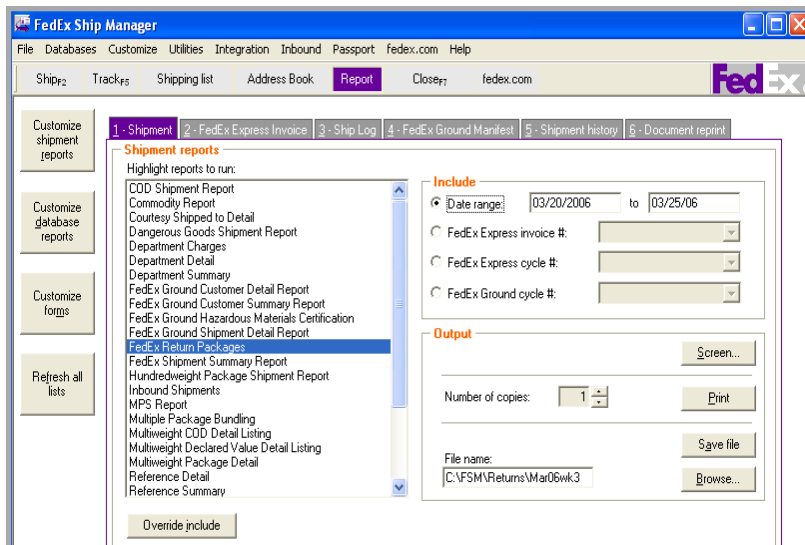 FedEx Ship Manager
File Databases Customize Utilities Integration Inbound Passport fedex.com Help
ShipF2 TrackF5 Shipping list Address Book Report CloseF7 fedex.com FedEx
Customize shipment reports
Customize database reports
Customize forms
Refresh all lists
1 - Shipment 2 - FedEx Express Invoice 3 - Ship Log 4 - FedEx Ground Manifest 5 - Shipment history 6 - Document reprint
Shipment reports
Highlight reports to run:
COD Shipment Report
Commodity Report
Courtesy Shipped to Detail
Dangerous Goods Shipment Report
Department Charges
Department Detail
Department Summary
FedEx Ground Customer Detail Report
FedEx Ground Customer Summary Report
FedEx Ground Hazardous Materials Certification
FedEx Ground Shipment Detail Report
FedEx Return Packages
FedEx Shipment Summary Report
Hundredweight Package Shipment Report
Inbound Shipments
MPS Report
Multiple Package Bundling
Multiweight COD Detail Listing
Multiweight Declared Value Detail Listing
Multiweight Package Detail
Reference Detail
Reference Summary
Override include
Include
Date range: 03/20/2006 to 03/25/06
FedEx Express invoice #:
FedEx Express cycle #:
FedEx Ground cycle #:
Output
Screen...
Number of copies: 1 Print
Save file
File name:
C:\FSM\Returns\Mar06wk3 Browse...